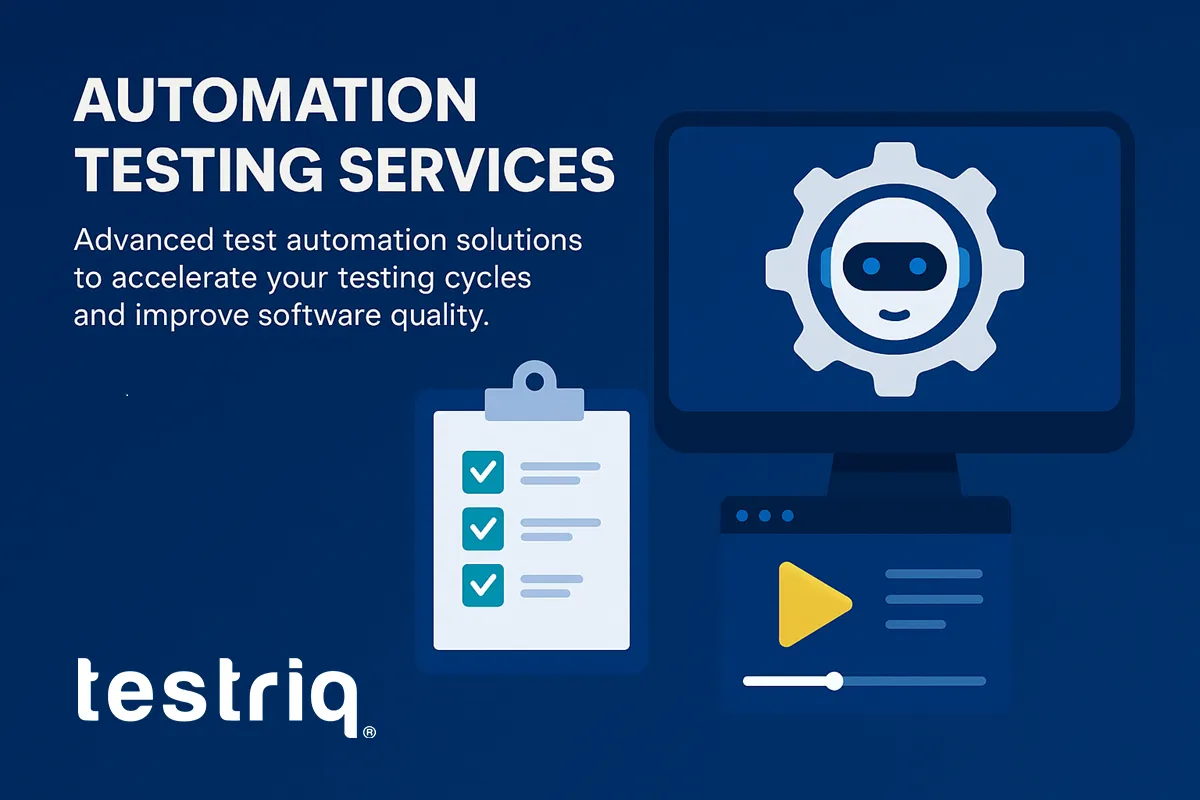 AUTOMATION
TESTING SERVICES
Advanced test automation solutions
to accelerate your testing cycles
and improve software quality.
testriq®